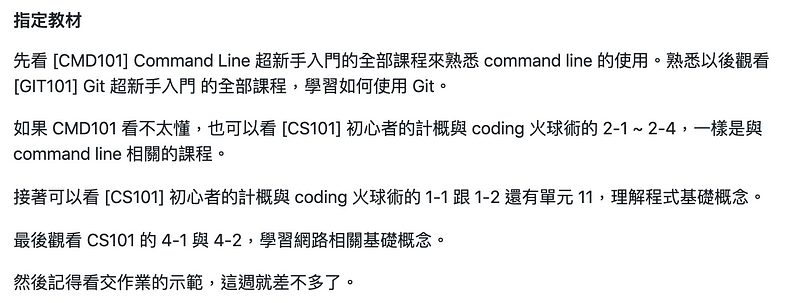 指定教材
先看 [CMD101] Command Line 超新手入門的全部課程來熟悉 command line 的使用。熟悉以後觀看
[GIT101] Git 超新手入門 的全部課程，學習如何使用 Git。
如果 CMD101 看不太懂，也可以看 [CS101] 初心者的計概與 coding 火球術的 2-1 ~ 2-4，一樣是與
command line 相關的課程。
接著可以看 [CS101] 初心者的計概與 coding 火球術的 1-1 跟 1-2 還有單元 11，理解程式基礎概念。
最後觀看 CS101 的 4-1 與 4-2，學習網路相關基礎概念。
然後記得看交作業的示範，這週就差不多了。